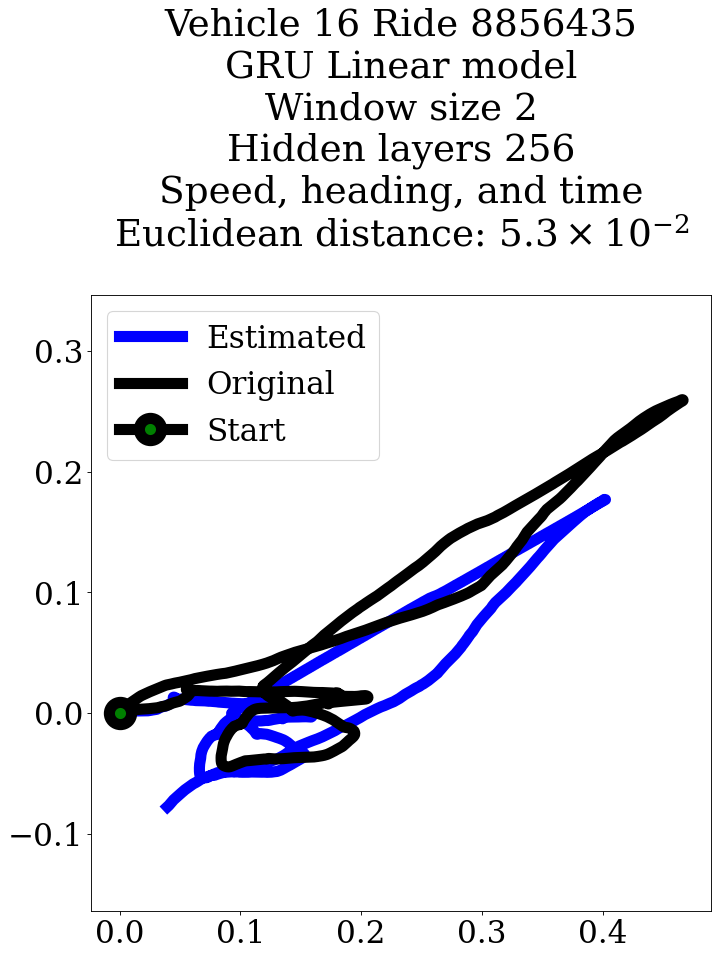 Vehicle 16 Ride 8856435
GRU Linear model
Window size 2
Hidden layers 256
Speed, heading, and time
Euclidean distance: 5.3 × 10⁻²
Estimated
Original
Start
0.3
0.2
0.1
0.0
−0.1
0.0 0.1 0.2 0.3 0.4